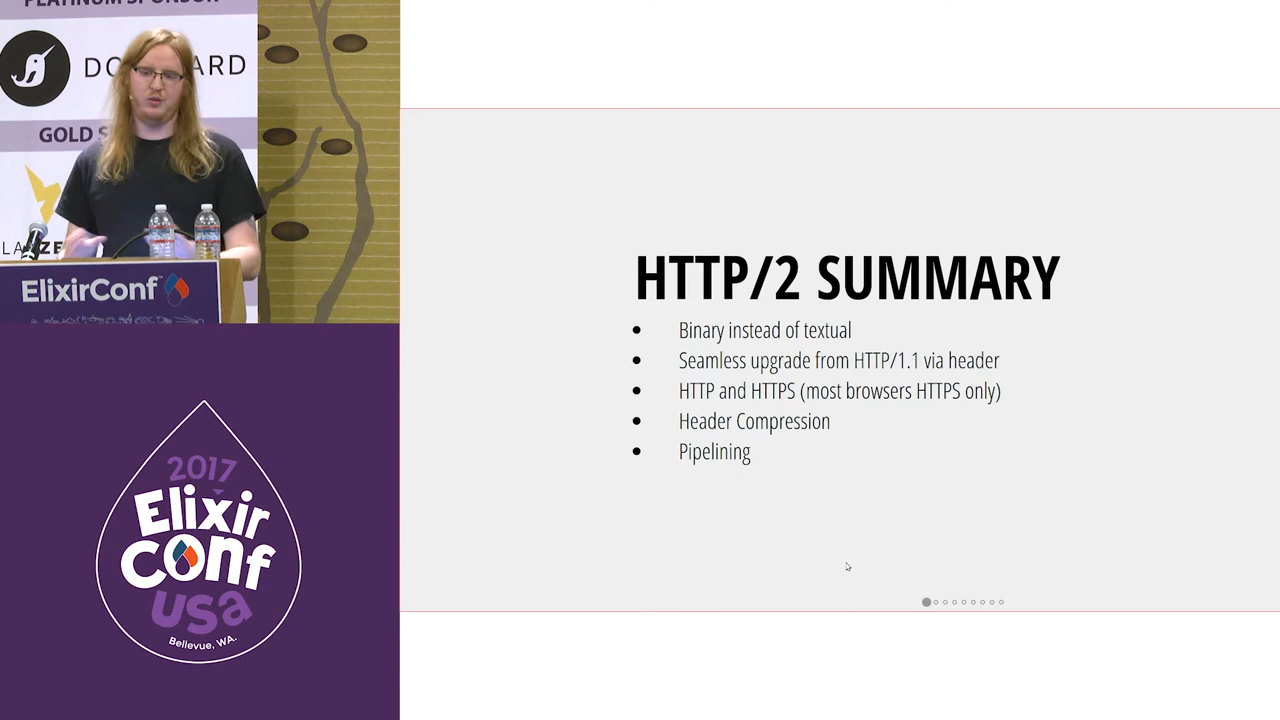 PLATINUM SPONSOR
GOLD
ElixirConf
2017
Elixir
conf
usa
Bellevue, WA.
HTTP/2 SUMMARY
• Binary instead of textual
• Seamless upgrade from HTTP/1.1 via header
• HTTP and HTTPS (most browsers HTTPS only)
• Header Compression
• Pipelining